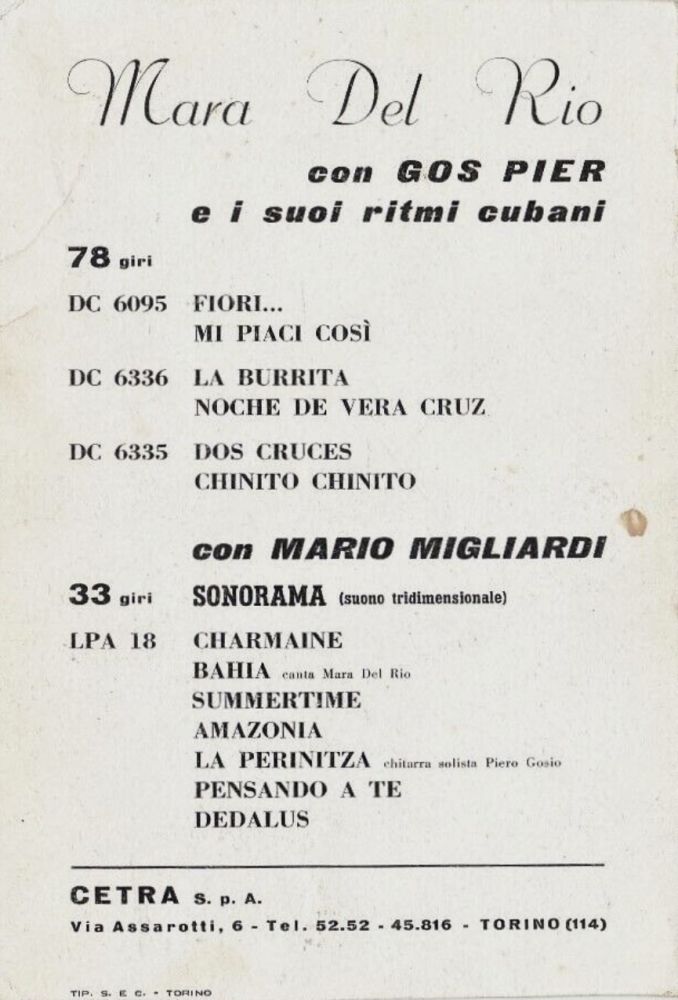 Mara Del Rio
con GOS PIER
e i suoi ritmi cubani
78 giri
DC 6095 FIORI...
MI PIACI COSÌ
DC 6336 LA BURRITA
NOCHE DE VERA CRUZ
DC 6335 DOS CRUCES
CHINITO CHINITO
con MARIO MIGLIARDI
33 giri SONORAMA (suono tridimensionale)
LPA 18 CHARMAINE
BAHIA canta Mara Del Rio
SUMMERTIME
AMAZONIA
LA PERINITZA chitarra solista Piero Gosio
PENSANDO A TE
DEDALUS
CETRA S. p. A.
Via Assarotti, 6 - Tel. 52.52 - 45.816 - TORINO (114)
TIP. S. E C. - TORINO